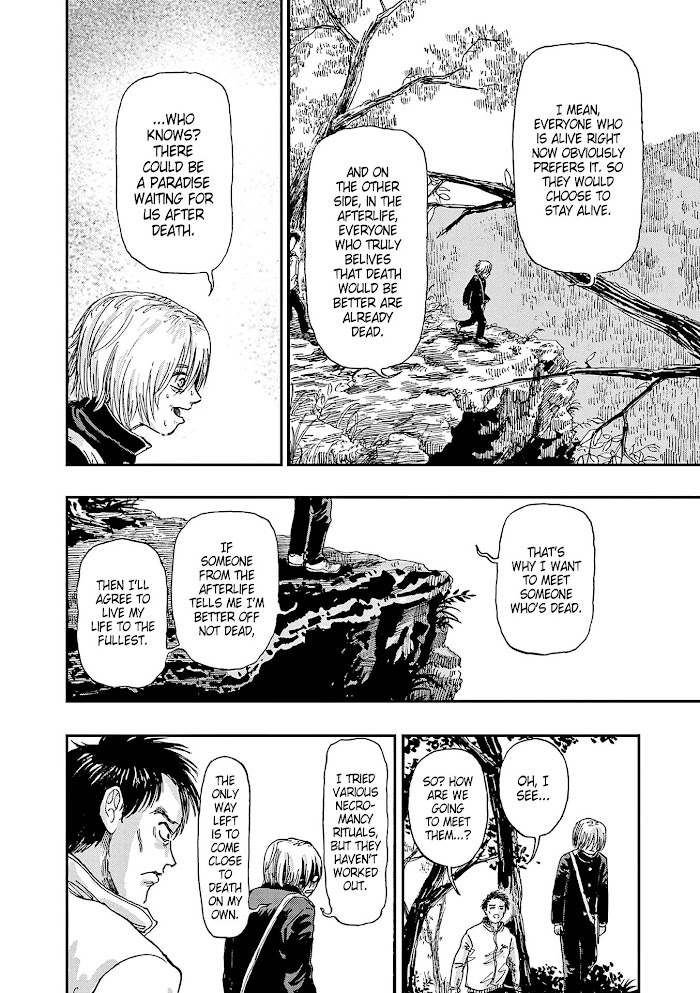 I MEAN,
EVERYONE WHO
IS ALIVE RIGHT
NOW OBVIOUSLY
PREFERS IT. SO
THEY WOULD
CHOOSE TO
STAY ALIVE.
AND ON
THE OTHER
SIDE, IN THE
AFTERLIFE,
EVERYONE
WHO TRULY
BELIVES
THAT DEATH
WOULD BE
BETTER ARE
ALREADY
DEAD.
...WHO
KNOWS?
THERE
COULD BE
A PARADISE
WAITING FOR
US AFTER
DEATH.
THAT'S
WHY I WANT
TO MEET
SOMEONE
WHO'S DEAD.
IF
SOMEONE
FROM THE
AFTERLIFE
TELLS ME I'M
BETTER OFF
NOT DEAD,
THEN I'LL
AGREE TO
LIVE MY
LIFE TO THE
FULLEST.
OH, I
SEE...
SO? HOW
ARE WE
GOING TO
MEET
THEM...?
I TRIED
VARIOUS
NECRO-
MANCY
RITUALS,
BUT THEY
HAVEN'T
WORKED
OUT.
THE
ONLY
WAY
LEFT
IS TO
COME
CLOSE
TO
DEATH
ON MY
OWN.